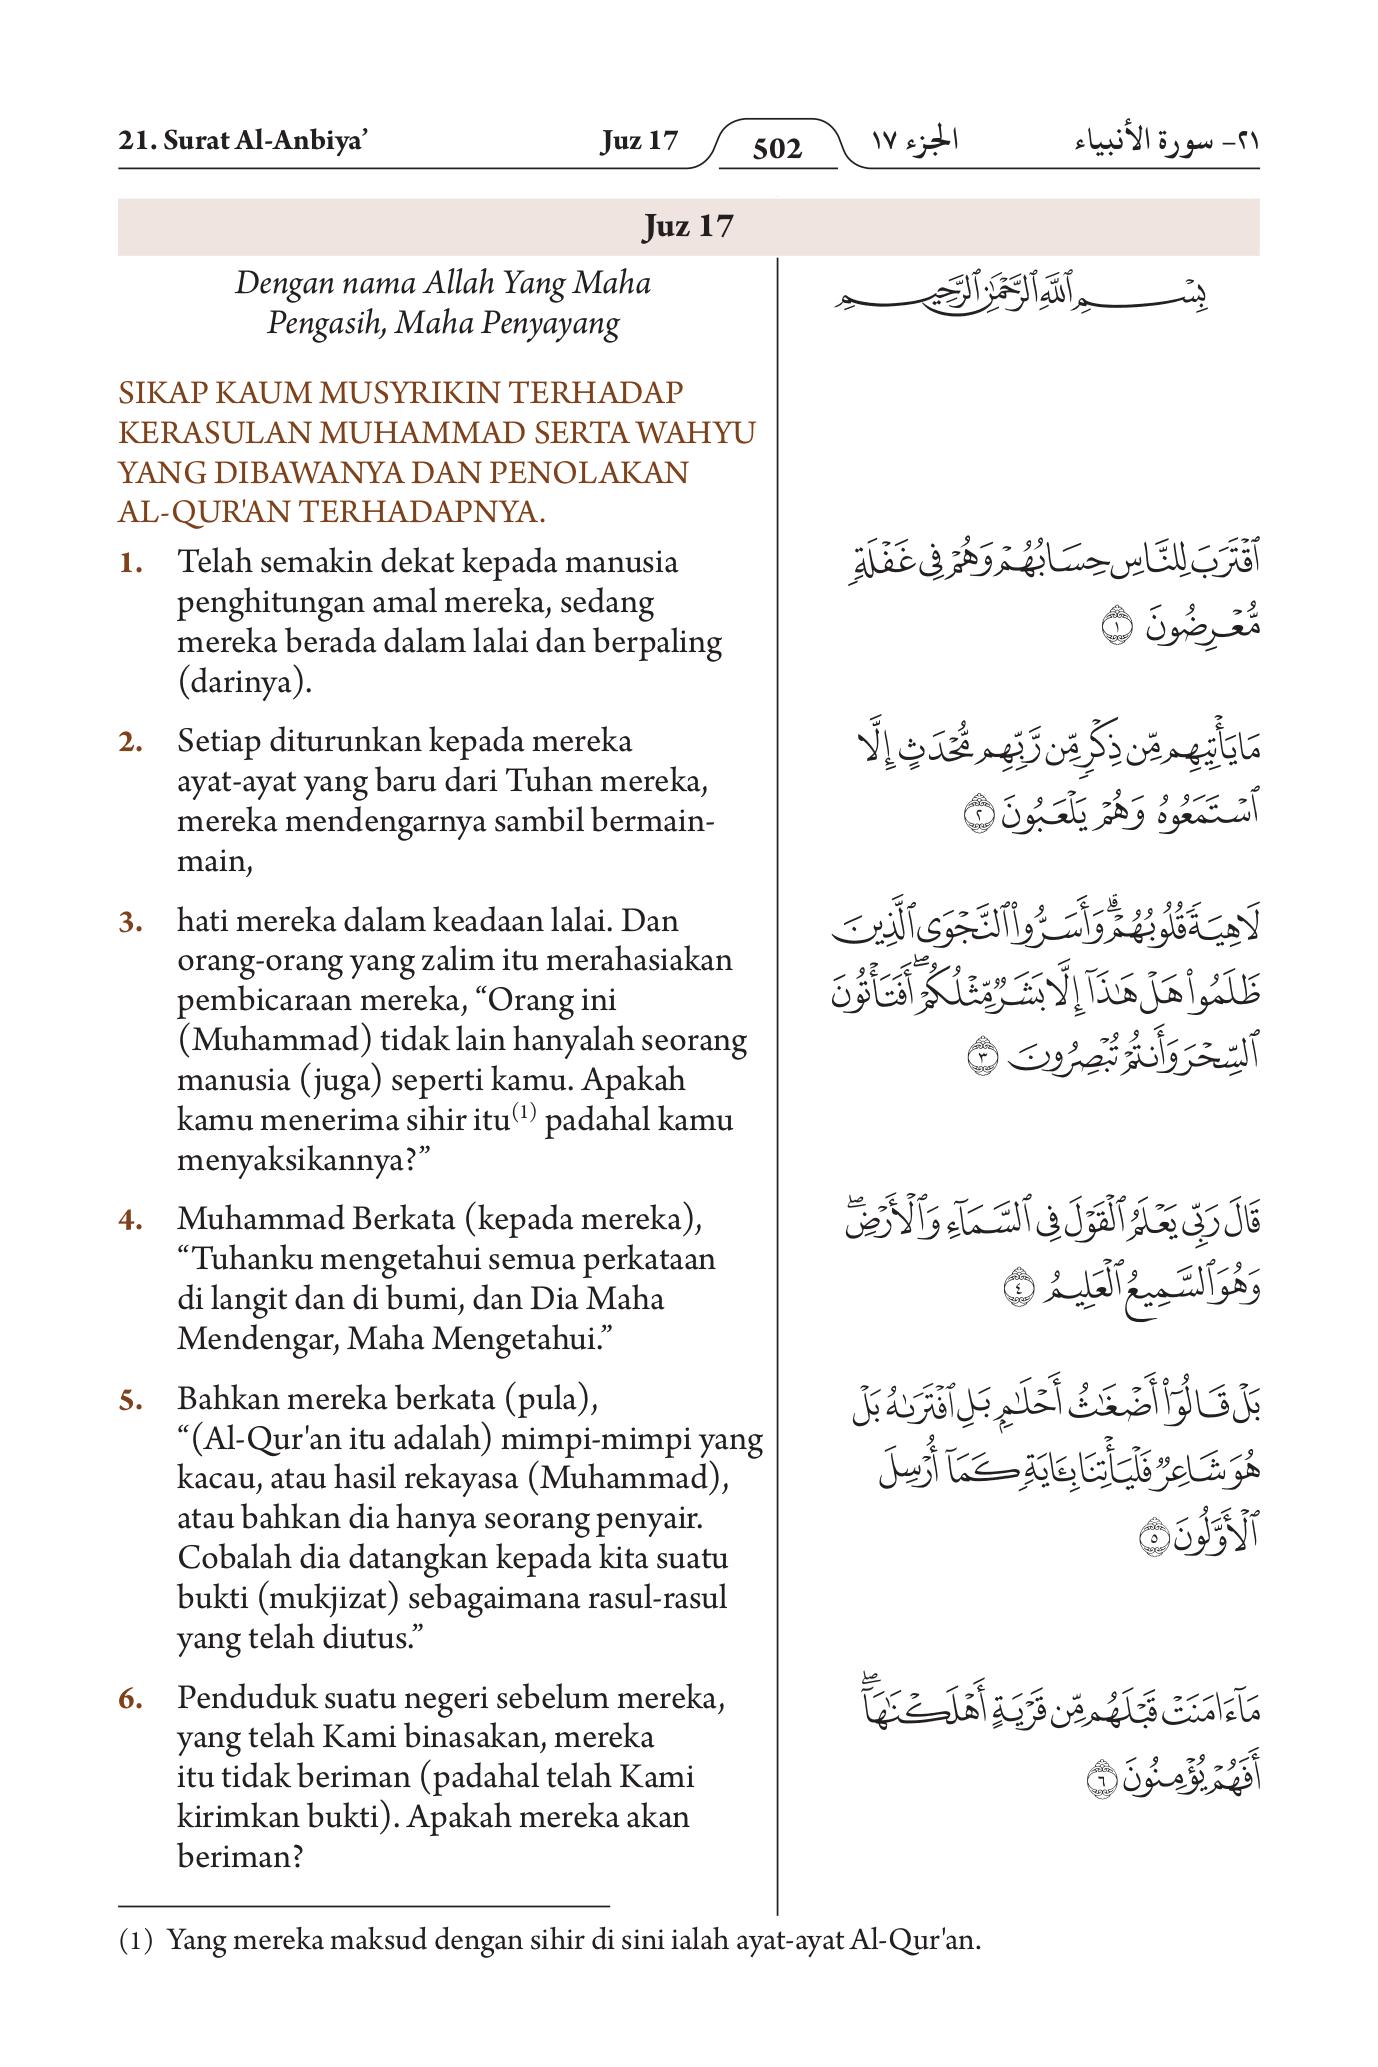 21. Surat Al-Anbiya’ Juz 17 502 الجزء ١٧ ٢١- سورة الأنبياء
Juz 17
Dengan nama Allah Yang Maha
Pengasih, Maha Penyayang
SIKAP KAUM MUSYRIKIN TERHADAP
KERASULAN MUHAMMAD SERTA WAHYU
YANG DIBAWANYA DAN PENOLAKAN
AL-QUR'AN TERHADAPNYA.
1. Telah semakin dekat kepada manusia
penghitungan amal mereka, sedang
mereka berada dalam lalai dan berpaling
(darinya).
2. Setiap diturunkan kepada mereka
ayat-ayat yang baru dari Tuhan mereka,
mereka mendengarnya sambil bermain-
main,
3. hati mereka dalam keadaan lalai. Dan
orang-orang yang zalim itu merahasiakan
pembicaraan mereka, “Orang ini
(Muhammad) tidak lain hanyalah seorang
manusia (juga) seperti kamu. Apakah
kamu menerima sihir itu(1) padahal kamu
menyaksikannya?”
4. Muhammad Berkata (kepada mereka),
“Tuhanku mengetahui semua perkataan
di langit dan di bumi, dan Dia Maha
Mendengar, Maha Mengetahui.”
5. Bahkan mereka berkata (pula),
“(Al-Qur'an itu adalah) mimpi-mimpi yang
kacau, atau hasil rekayasa (Muhammad),
atau bahkan dia hanya seorang penyair.
Cobalah dia datangkan kepada kita suatu
bukti (mukjizat) sebagaimana rasul-rasul
yang telah diutus.”
6. Penduduk suatu negeri sebelum mereka,
yang telah Kami binasakan, mereka
itu tidak beriman (padahal telah Kami
kirimkan bukti). Apakah mereka akan
beriman?
بِسْمِ ٱللَّهِ ٱلرَّحْمَٰنِ ٱلرَّحِيمِ
ٱقْتَرَبَ لِلنَّاسِ حِسَابُهُمْ وَهُمْ فِى غَفْلَةٍ
مُّعْرِضُونَ ١
مَا يَأْتِيهِم مِّن ذِكْرٍ مِّن رَّبِّهِم مُّحْدَثٍ إِلَّا
ٱسْتَمَعُوهُ وَهُمْ يَلْعَبُونَ ٢
لَاهِيَةً قُلُوبُهُمْ ۗ وَأَسَرُّوا۟ ٱلنَّجْوَى ٱلَّذِينَ
ظَلَمُوا۟ هَلْ هَٰذَآ إِلَّا بَشَرٌ مِّثْلُكُمْ ۖ أَفَتَأْتُونَ
ٱلسِّحْرَ وَأَنتُمْ تُبْصِرُونَ ٣
قَالَ رَبِّى يَعْلَمُ ٱلْقَوْلَ فِى ٱلسَّمَآءِ وَٱلْأَرْضِ ۖ
وَهُوَ ٱلسَّمِيعُ ٱلْعَلِيمُ ٤
بَلْ قَالُوٓا۟ أَضْغَٰثُ أَحْلَٰمٍ بَلِ ٱفْتَرَىٰهُ بَلْ
هُوَ شَاعِرٌ فَلْيَأْتِنَا بِـَٔايَةٍ كَمَآ أُرْسِلَ
ٱلْأَوَّلُونَ ٥
مَآ ءَامَنَتْ قَبْلَهُم مِّن قَرْيَةٍ أَهْلَكْنَٰهَآ ۖ
أَفَهُمْ يُؤْمِنُونَ ٦
(1) Yang mereka maksud dengan sihir di sini ialah ayat-ayat Al-Qur'an.